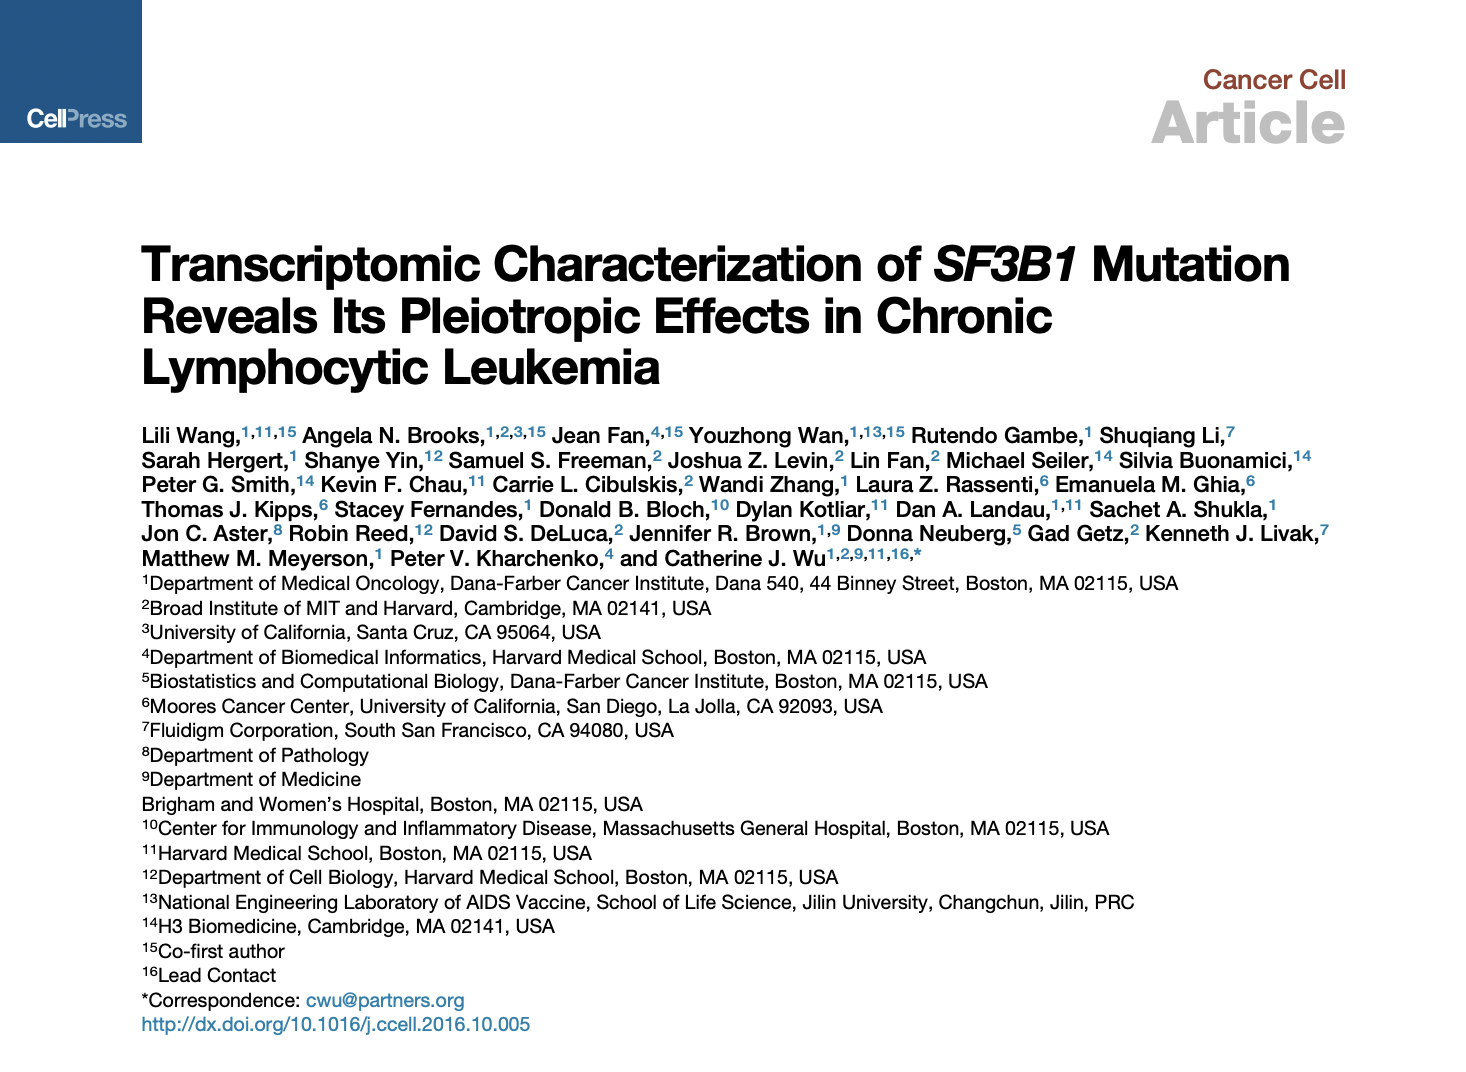 CellPress
Cancer Cell
Article
Transcriptomic Characterization of SF3B1 Mutation
Reveals Its Pleiotropic Effects in Chronic
Lymphocytic Leukemia
Lili Wang,1,11,15 Angela N. Brooks,1,2,3,15 Jean Fan,4,15 Youzhong Wan,1,13,15 Rutendo Gambe,1 Shuqiang Li,7
Sarah Hergert,1 Shanye Yin,12 Samuel S. Freeman,2 Joshua Z. Levin,2 Lin Fan,2 Michael Seiler,14 Silvia Buonamici,14
Peter G. Smith,14 Kevin F. Chau,11 Carrie L. Cibulskis,2 Wandi Zhang,1 Laura Z. Rassenti,6 Emanuela M. Ghia,6
Thomas J. Kipps,6 Stacey Fernandes,1 Donald B. Bloch,10 Dylan Kotliar,11 Dan A. Landau,1,11 Sachet A. Shukla,1
Jon C. Aster,8 Robin Reed,12 David S. DeLuca,2 Jennifer R. Brown,1,9 Donna Neuberg,5 Gad Getz,2 Kenneth J. Livak,7
Matthew M. Meyerson,1 Peter V. Kharchenko,4 and Catherine J. Wu1,2,9,11,16,*
1Department of Medical Oncology, Dana-Farber Cancer Institute, Dana 540, 44 Binney Street, Boston, MA 02115, USA
2Broad Institute of MIT and Harvard, Cambridge, MA 02141, USA
3University of California, Santa Cruz, CA 95064, USA
4Department of Biomedical Informatics, Harvard Medical School, Boston, MA 02115, USA
5Biostatistics and Computational Biology, Dana-Farber Cancer Institute, Boston, MA 02115, USA
6Moores Cancer Center, University of California, San Diego, La Jolla, CA 92093, USA
7Fluidigm Corporation, South San Francisco, CA 94080, USA
8Department of Pathology
9Department of Medicine
Brigham and Women's Hospital, Boston, MA 02115, USA
10Center for Immunology and Inflammatory Disease, Massachusetts General Hospital, Boston, MA 02115, USA
11Harvard Medical School, Boston, MA 02115, USA
12Department of Cell Biology, Harvard Medical School, Boston, MA 02115, USA
13National Engineering Laboratory of AIDS Vaccine, School of Life Science, Jilin University, Changchun, Jilin, PRC
14H3 Biomedicine, Cambridge, MA 02141, USA
15Co-first author
16Lead Contact
*Correspondence: cwu@partners.org
http://dx.doi.org/10.1016/j.ccell.2016.10.005